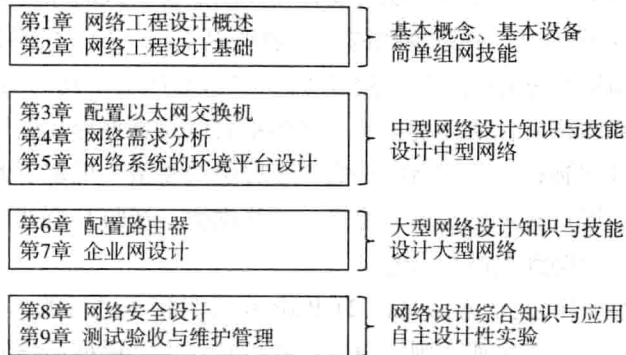 第1章 网络工程设计概述
第2章 网络工程设计基础
基本概念、基本设备
简单组网技能
第3章 配置以太网交换机
第4章 网络需求分析
第5章 网络系统的环境平台设计
中型网络设计知识与技能
设计中型网络
第6章 配置路由器
第7章 企业网设计
大型网络设计知识与技能
设计大型网络
第8章 网络安全设计
第9章 测试验收与维护管理
网络设计综合知识与应用
自主设计性实验